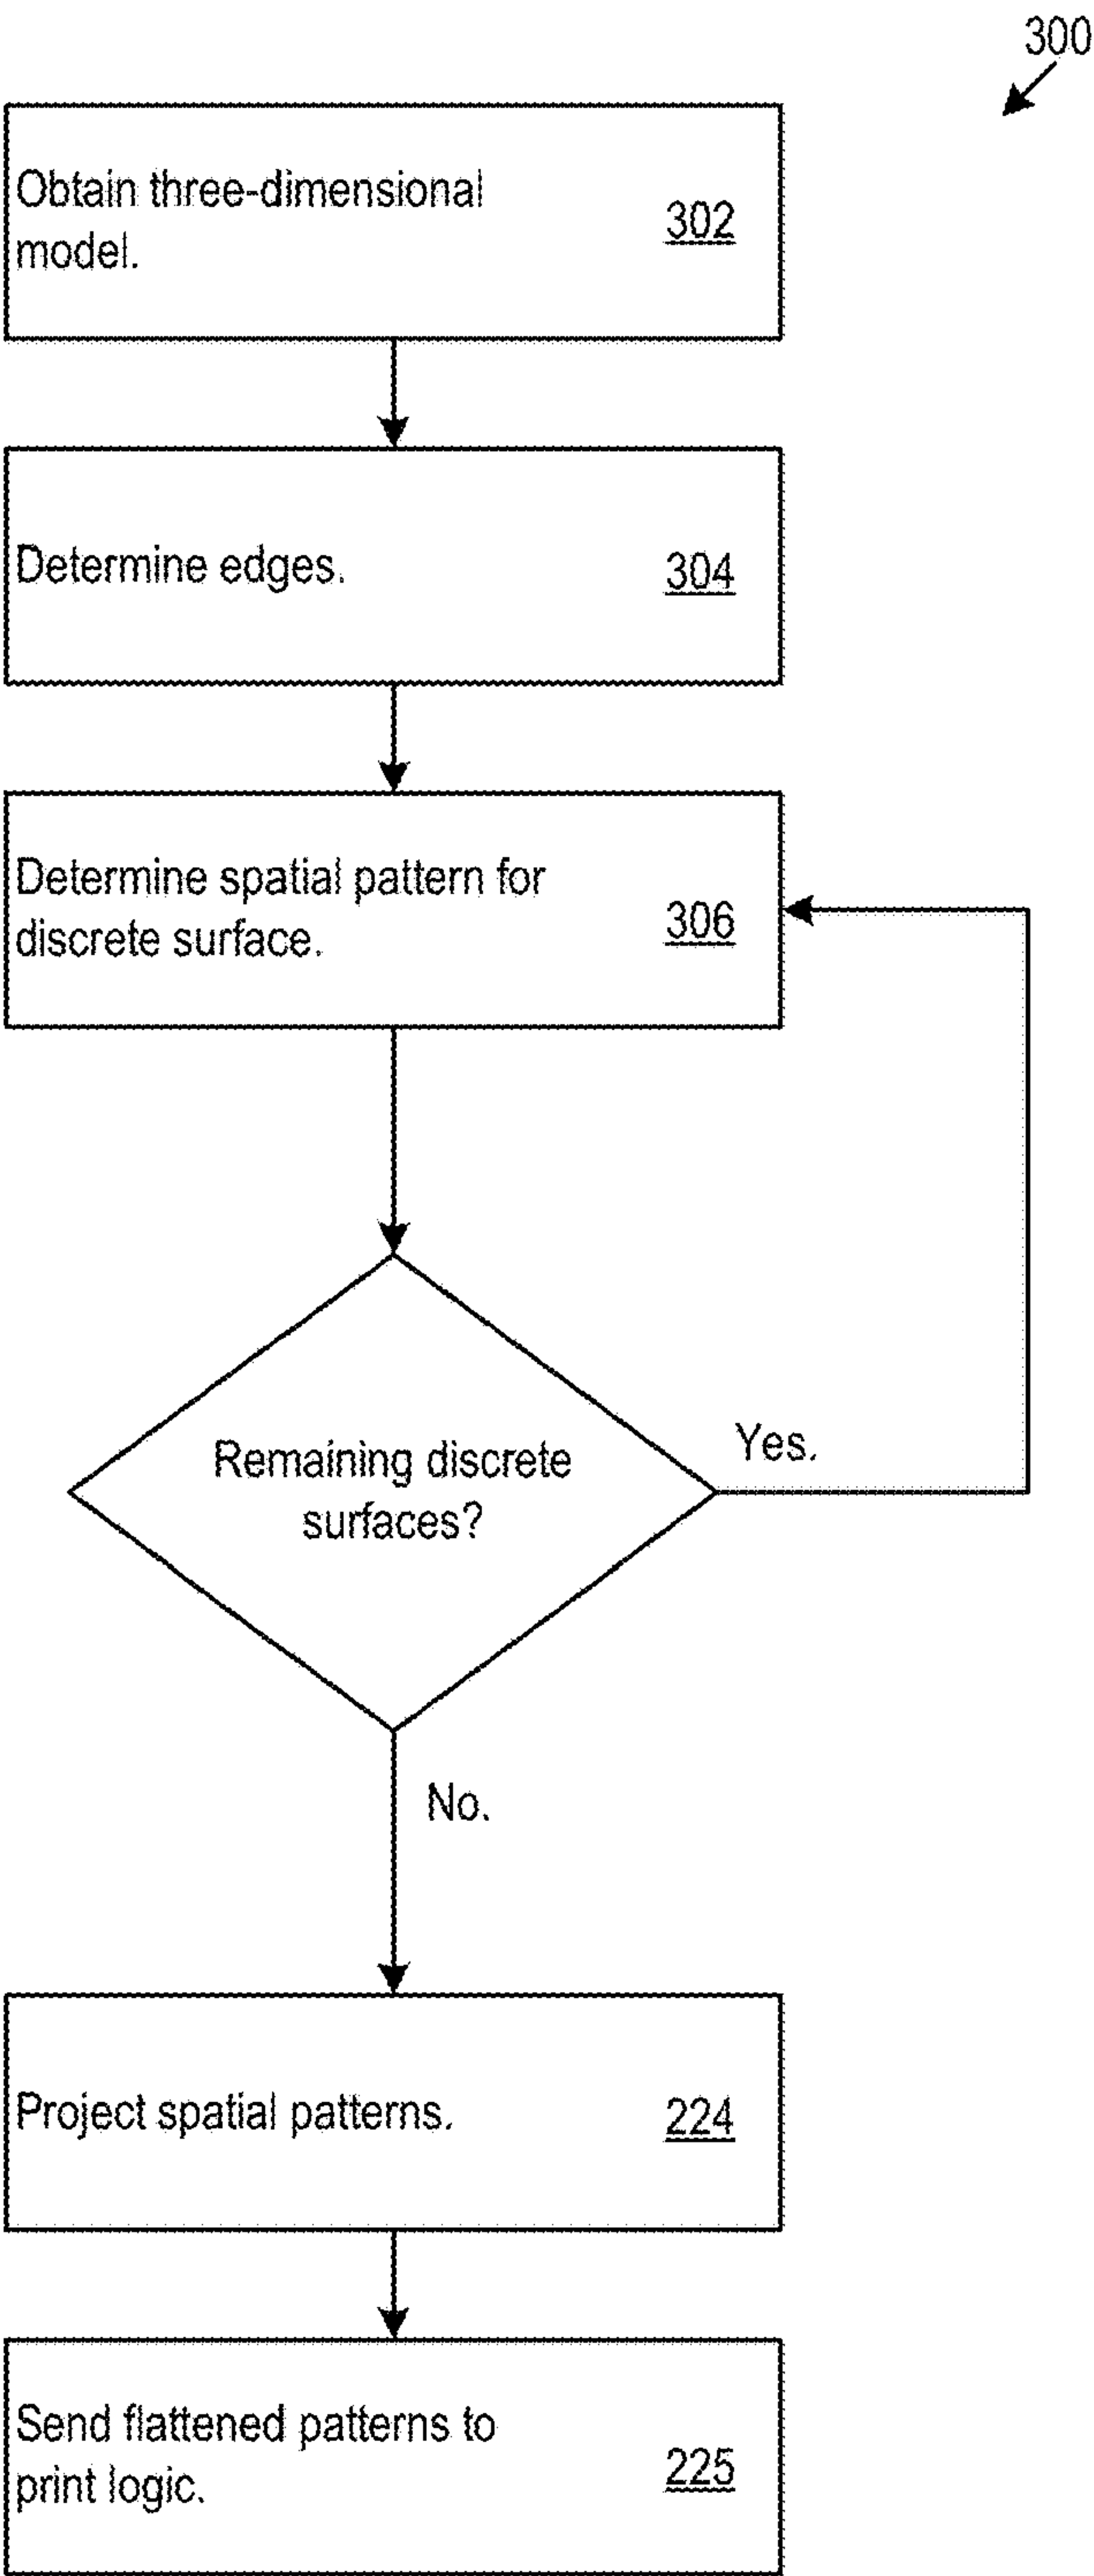 300
Obtain three-dimensional
model.
302
Determine edges.
304
Determine spatial pattern for
discrete surface.
306
Remaining discrete
surfaces?
Yes.
No.
Project spatial patterns.
224
Send flattened patterns to
print logic.
225